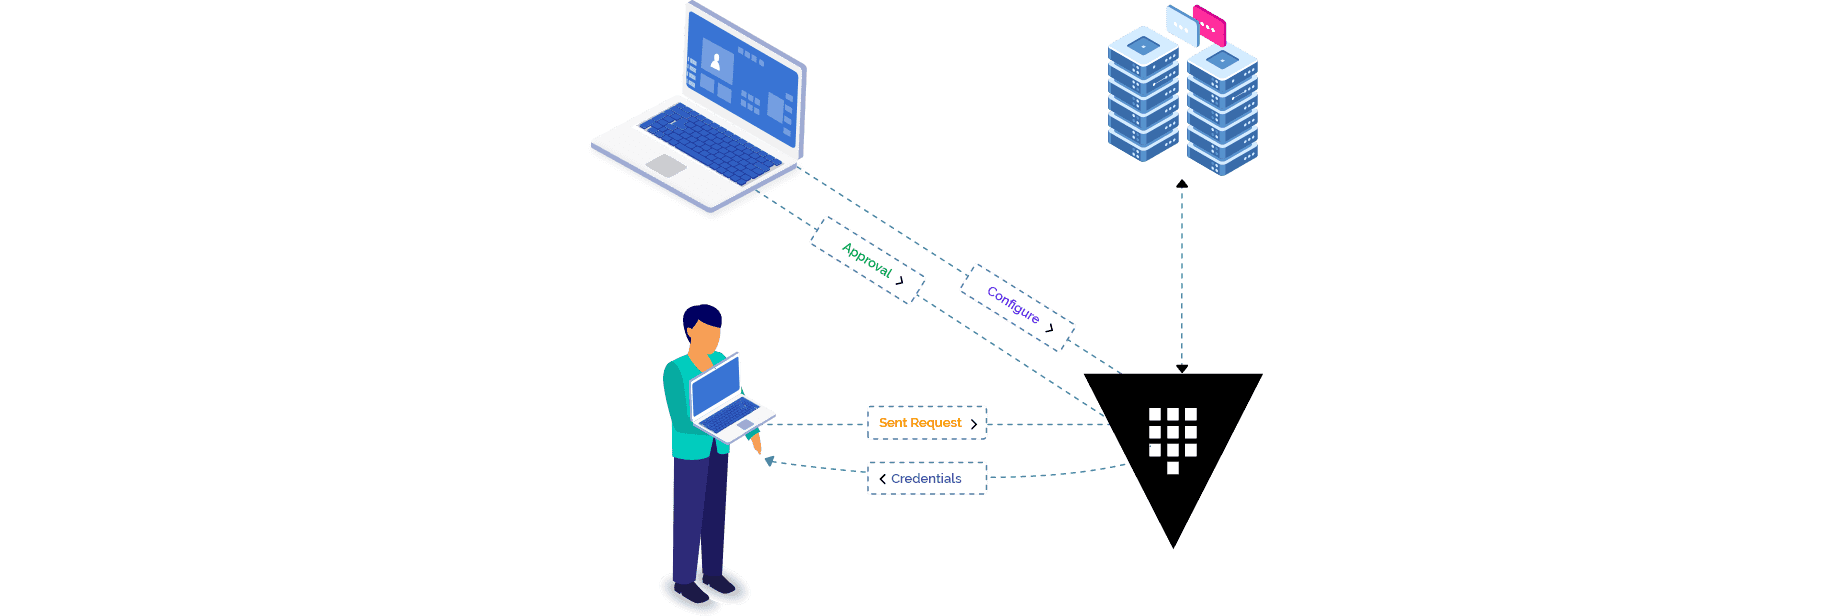 Approval
Configure
Sent Request
Credentials